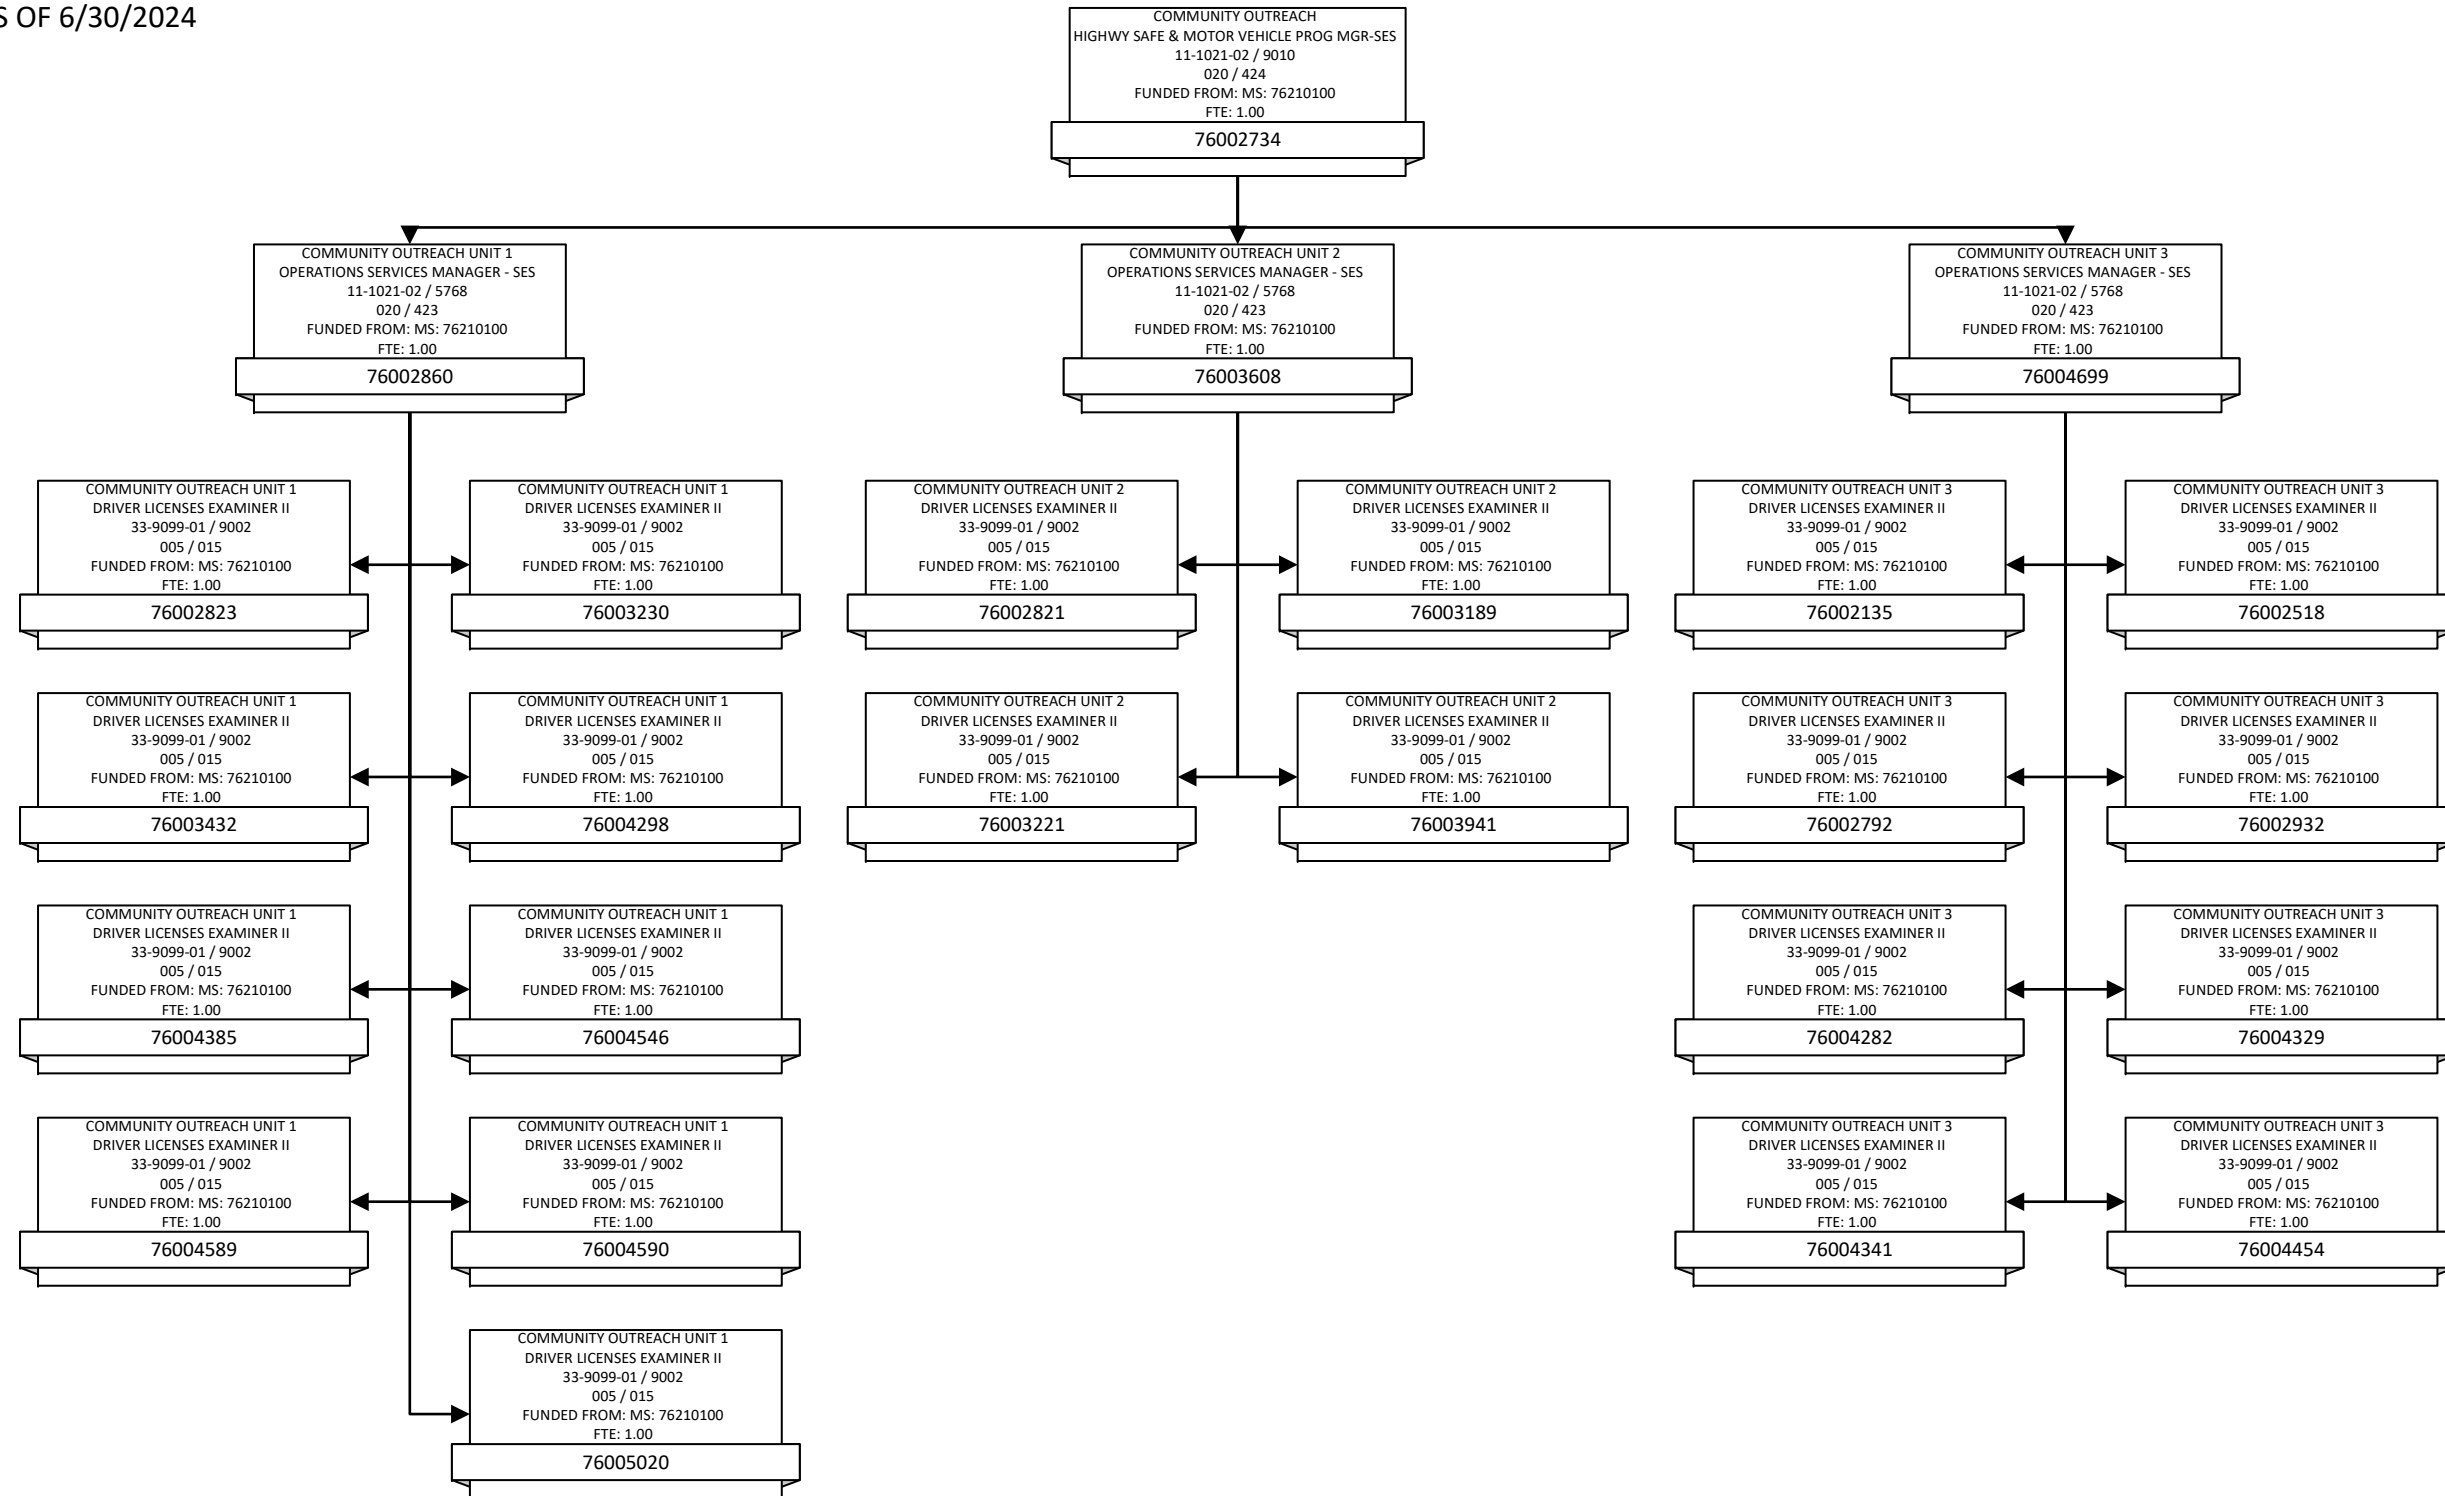 S OF 6/30/2024
COMMUNITY OUTREACH
HIGHWY SAFE & MOTOR VEHICLE PROG MGR-SES
11-1021-02 / 9010
020 / 424
FUNDED FROM: MS: 76210100
FTE: 1.00
76002734
COMMUNITY OUTREACH UNIT 1
OPERATIONS SERVICES MANAGER - SES
11-1021-02 / 5768
020 / 423
FUNDED FROM: MS: 76210100
FTE: 1.00
76002860
COMMUNITY OUTREACH UNIT 2
OPERATIONS SERVICES MANAGER - SES
11-1021-02 / 5768
020 / 423
FUNDED FROM: MS: 76210100
FTE: 1.00
76003608
COMMUNITY OUTREACH UNIT 3
OPERATIONS SERVICES MANAGER - SES
11-1021-02 / 5768
020 / 423
FUNDED FROM: MS: 76210100
FTE: 1.00
76004699
COMMUNITY OUTREACH UNIT 1
DRIVER LICENSES EXAMINER II
33-9099-01 / 9002
005 / 015
FUNDED FROM: MS: 76210100
FTE: 1.00
76002823
COMMUNITY OUTREACH UNIT 1
DRIVER LICENSES EXAMINER II
33-9099-01 / 9002
005 / 015
FUNDED FROM: MS: 76210100
FTE: 1.00
76003230
COMMUNITY OUTREACH UNIT 2
DRIVER LICENSES EXAMINER II
33-9099-01 / 9002
005 / 015
FUNDED FROM: MS: 76210100
FTE: 1.00
76002821
COMMUNITY OUTREACH UNIT 2
DRIVER LICENSES EXAMINER II
33-9099-01 / 9002
005 / 015
FUNDED FROM: MS: 76210100
FTE: 1.00
76003189
COMMUNITY OUTREACH UNIT 3
DRIVER LICENSES EXAMINER II
33-9099-01 / 9002
005 / 015
FUNDED FROM: MS: 76210100
FTE: 1.00
76002135
COMMUNITY OUTREACH UNIT 3
DRIVER LICENSES EXAMINER II
33-9099-01 / 9002
005 / 015
FUNDED FROM: MS: 76210100
FTE: 1.00
76002518
COMMUNITY OUTREACH UNIT 1
DRIVER LICENSES EXAMINER II
33-9099-01 / 9002
005 / 015
FUNDED FROM: MS: 76210100
FTE: 1.00
76003432
COMMUNITY OUTREACH UNIT 1
DRIVER LICENSES EXAMINER II
33-9099-01 / 9002
005 / 015
FUNDED FROM: MS: 76210100
FTE: 1.00
76004298
COMMUNITY OUTREACH UNIT 2
DRIVER LICENSES EXAMINER II
33-9099-01 / 9002
005 / 015
FUNDED FROM: MS: 76210100
FTE: 1.00
76003221
COMMUNITY OUTREACH UNIT 2
DRIVER LICENSES EXAMINER II
33-9099-01 / 9002
005 / 015
FUNDED FROM: MS: 76210100
FTE: 1.00
76003941
COMMUNITY OUTREACH UNIT 3
DRIVER LICENSES EXAMINER II
33-9099-01 / 9002
005 / 015
FUNDED FROM: MS: 76210100
FTE: 1.00
76002792
COMMUNITY OUTREACH UNIT 3
DRIVER LICENSES EXAMINER II
33-9099-01 / 9002
005 / 015
FUNDED FROM: MS: 76210100
FTE: 1.00
76002932
COMMUNITY OUTREACH UNIT 1
DRIVER LICENSES EXAMINER II
33-9099-01 / 9002
005 / 015
FUNDED FROM: MS: 76210100
FTE: 1.00
76004385
COMMUNITY OUTREACH UNIT 1
DRIVER LICENSES EXAMINER II
33-9099-01 / 9002
005 / 015
FUNDED FROM: MS: 76210100
FTE: 1.00
76004546
COMMUNITY OUTREACH UNIT 3
DRIVER LICENSES EXAMINER II
33-9099-01 / 9002
005 / 015
FUNDED FROM: MS: 76210100
FTE: 1.00
76004282
COMMUNITY OUTREACH UNIT 3
DRIVER LICENSES EXAMINER II
33-9099-01 / 9002
005 / 015
FUNDED FROM: MS: 76210100
FTE: 1.00
76004329
COMMUNITY OUTREACH UNIT 1
DRIVER LICENSES EXAMINER II
33-9099-01 / 9002
005 / 015
FUNDED FROM: MS: 76210100
FTE: 1.00
76004589
COMMUNITY OUTREACH UNIT 1
DRIVER LICENSES EXAMINER II
33-9099-01 / 9002
005 / 015
FUNDED FROM: MS: 76210100
FTE: 1.00
76004590
COMMUNITY OUTREACH UNIT 3
DRIVER LICENSES EXAMINER II
33-9099-01 / 9002
005 / 015
FUNDED FROM: MS: 76210100
FTE: 1.00
76004341
COMMUNITY OUTREACH UNIT 3
DRIVER LICENSES EXAMINER II
33-9099-01 / 9002
005 / 015
FUNDED FROM: MS: 76210100
FTE: 1.00
76004454
COMMUNITY OUTREACH UNIT 1
DRIVER LICENSES EXAMINER II
33-9099-01 / 9002
005 / 015
FUNDED FROM: MS: 76210100
FTE: 1.00
76005020